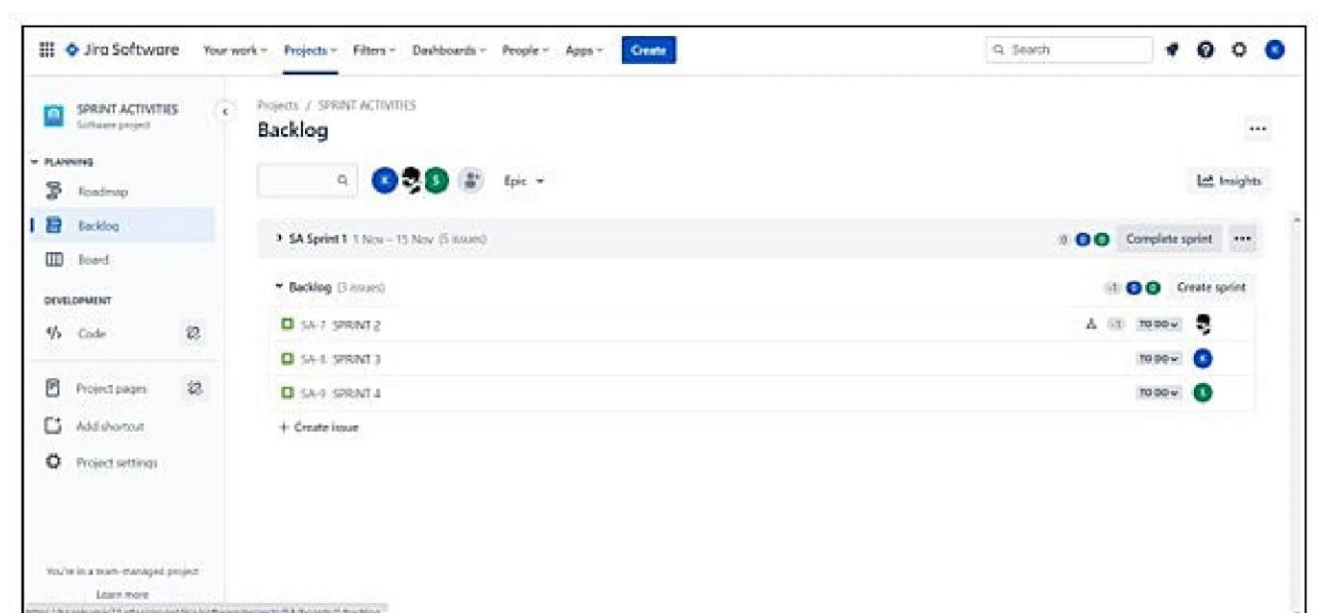 Jira Software Your work Projects Filters Dashboards People Apps Create Search
SPRINT ACTIVITIES
Software project
PLANNING
Roadmap
Backlog
Board
DEVELOPMENT
Code
Project pages
Add shortcut
Project settings
You're in a team-managed project
Learn more
Projects / SPRINT ACTIVITIES
Backlog
K S Epic Insights
SA Sprint 1 1 Nov – 15 Nov (5 issues) Complete sprint
Backlog (3 issues) Create sprint
SA-7 SPRINT 2 TO DO
SA-8 SPRINT 3 TO DO K
SA-9 SPRINT 4 TO DO S
+ Create issue